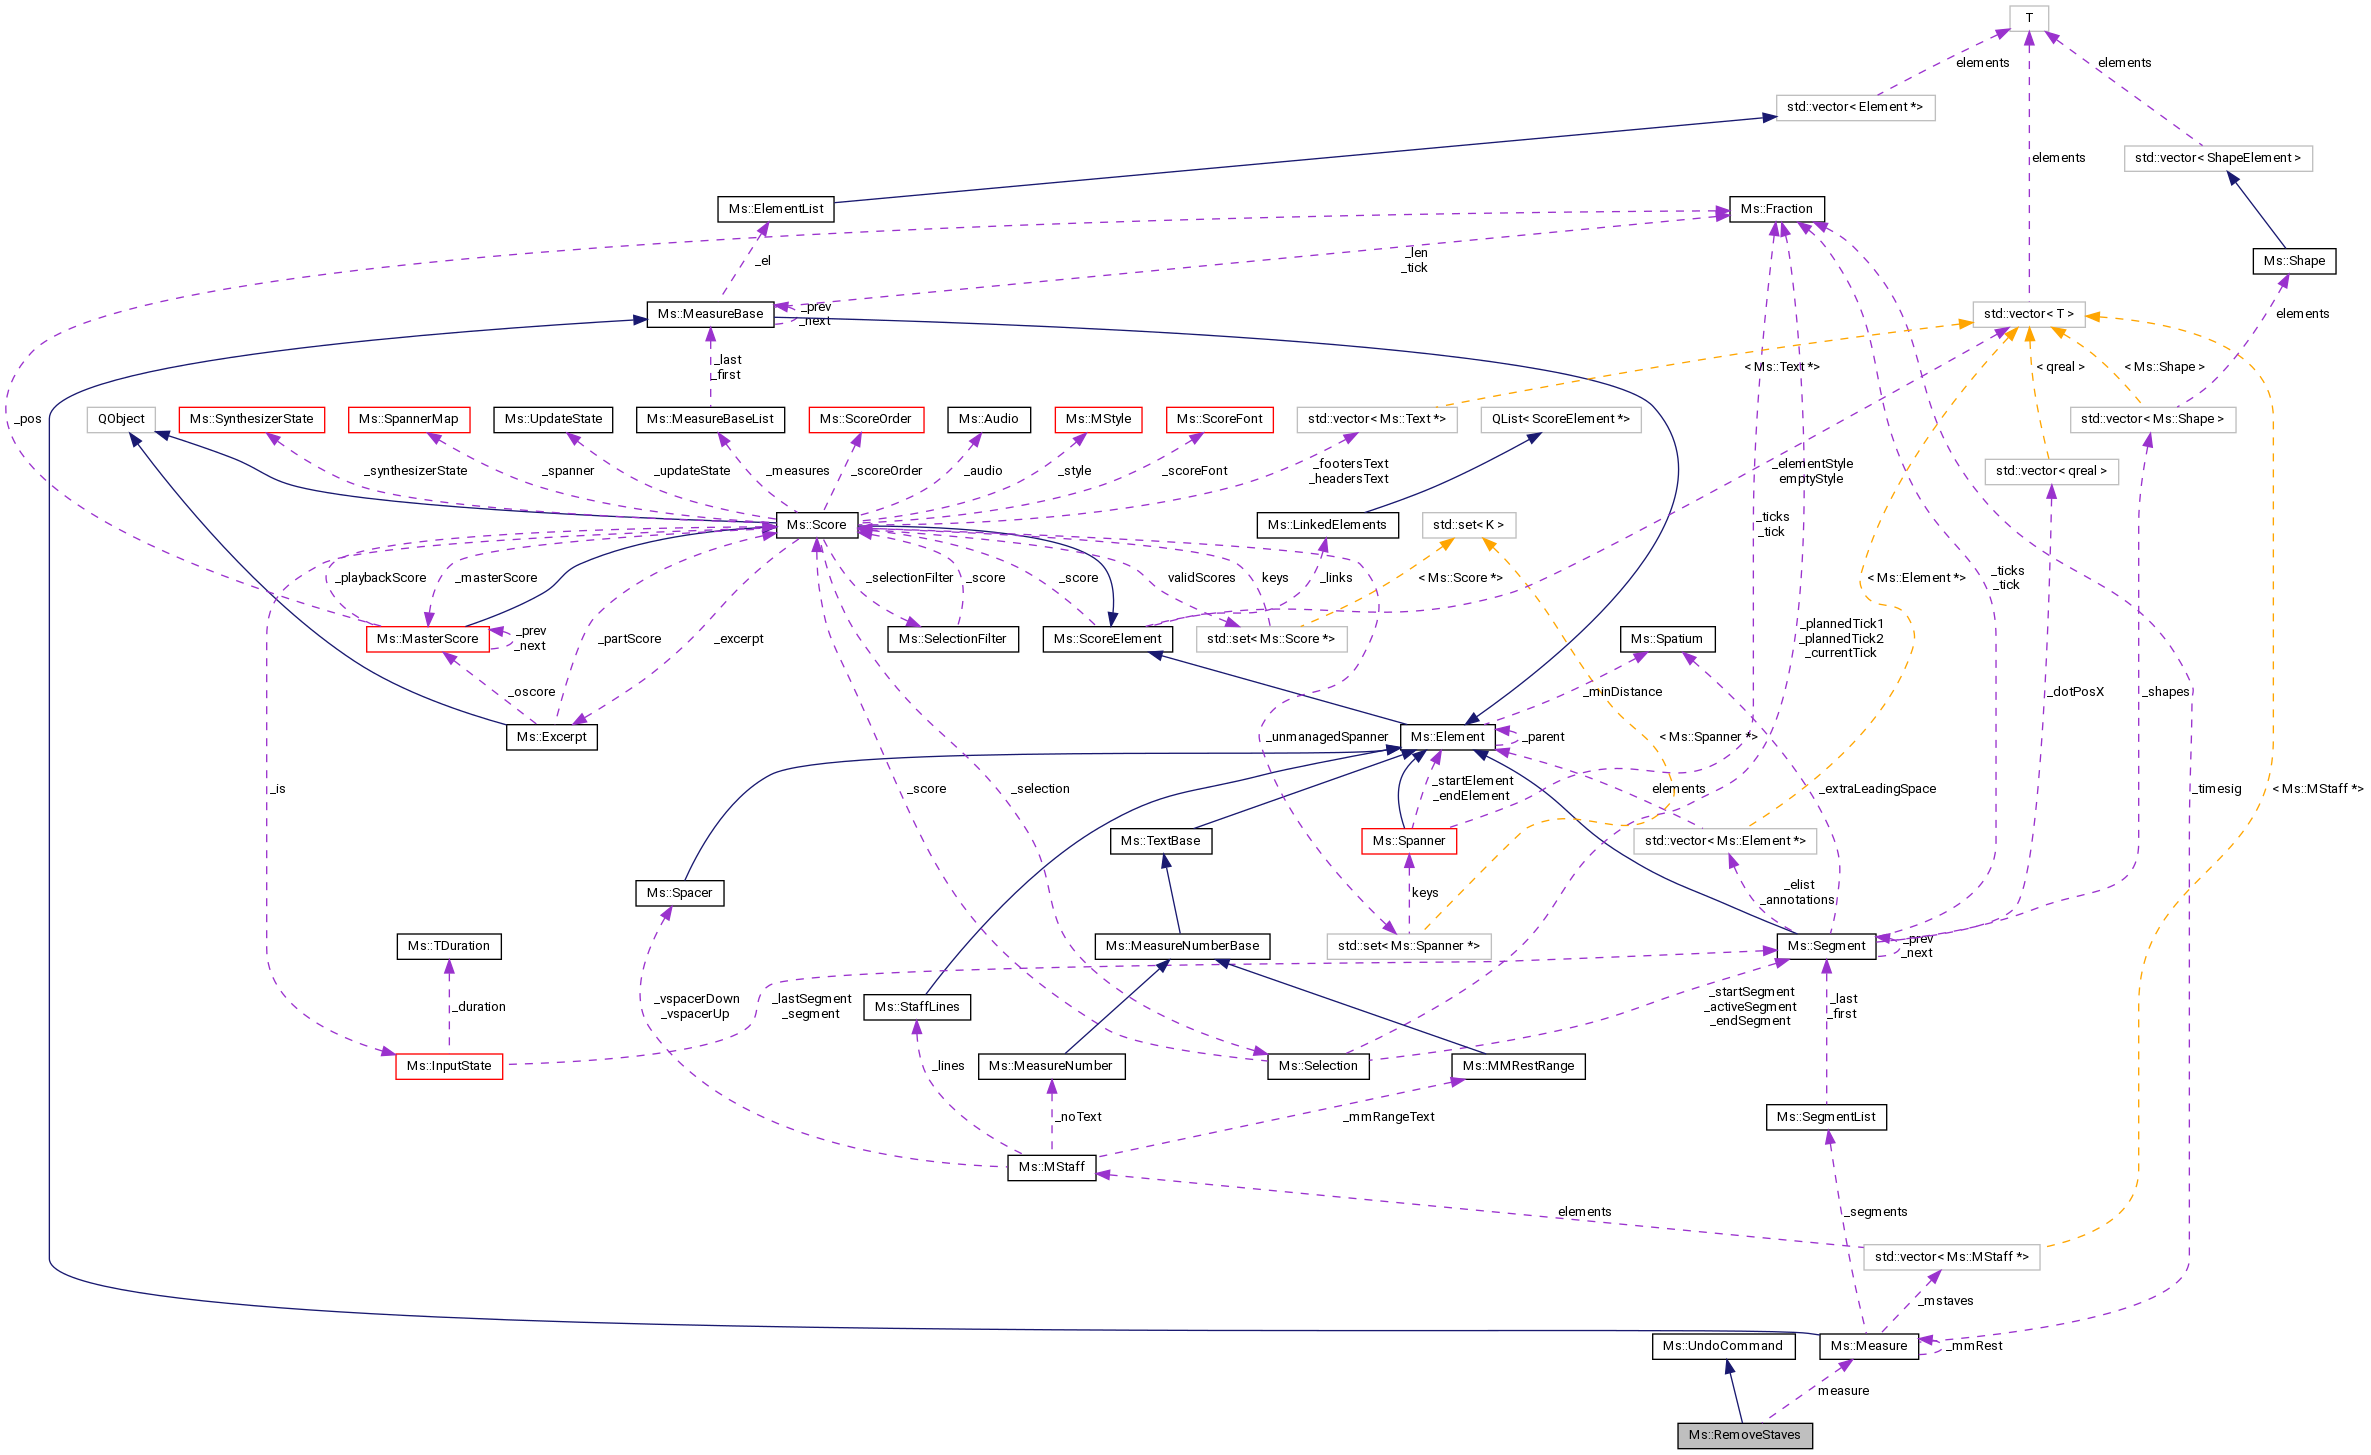 T
elements
elements
std::vector< Element *>
elements
std::vector< ShapeElement >
Ms::ElementList
Ms::Fraction
_el
_len
_tick
Ms::Shape
Ms::MeasureBase
_prev
_next
std::vector< T >
elements
_last
_first
< Ms::Text *>
< qreal >
< Ms::Shape >
_pos
QObject
Ms::SynthesizerState
Ms::SpannerMap
Ms::UpdateState
Ms::MeasureBaseList
Ms::ScoreOrder
Ms::Audio
Ms::MStyle
Ms::ScoreFont
std::vector< Ms::Text *>
QList< ScoreElement *>
std::vector< Ms::Shape >
_synthesizerState
_spanner
_updateState
_measures
_scoreOrder
_audio
_style
_scoreFont
_footersText
_headersText
_elementStyle
emptyStyle
std::vector< qreal >
Ms::Score
Ms::LinkedElements
std::set< K >
_ticks
_tick
_playbackScore
_masterScore
_selectionFilter
_score
_score
validScores
keys
_links
< Ms::Score *>
< Ms::Element *>
_ticks
_tick
Ms::MasterScore
_prev
_next
_partScore
_excerpt
Ms::SelectionFilter
Ms::ScoreElement
std::set< Ms::Score *>
Ms::Spatium
_plannedTick1
_plannedTick2
_currentTick
_oscore
_minDistance
_dotPosX
_shapes
Ms::Excerpt
_unmanagedSpanner
Ms::Element
_parent
< Ms::Spanner *>
_is
_score
_selection
_startElement
_endElement
elements
_extraLeadingSpace
_timesig
< Ms::MStaff *>
Ms::TextBase
Ms::Spanner
std::vector< Ms::Element *>
Ms::Spacer
keys
_elist
_annotations
Ms::TDuration
Ms::MeasureNumberBase
std::set< Ms::Spanner *>
Ms::Segment
_prev
_next
_duration
_vspacerDown
_vspacerUp
_lastSegment
_segment
Ms::StaffLines
_startSegment
_activeSegment
_endSegment
_last
_first
Ms::InputState
_lines
Ms::MeasureNumber
Ms::Selection
Ms::MMRestRange
_noText
_mmRangeText
Ms::SegmentList
Ms::MStaff
elements
_segments
std::vector< Ms::MStaff *>
_mstaves
Ms::UndoCommand
Ms::Measure
_mmRest
measure
Ms::RemoveStaves